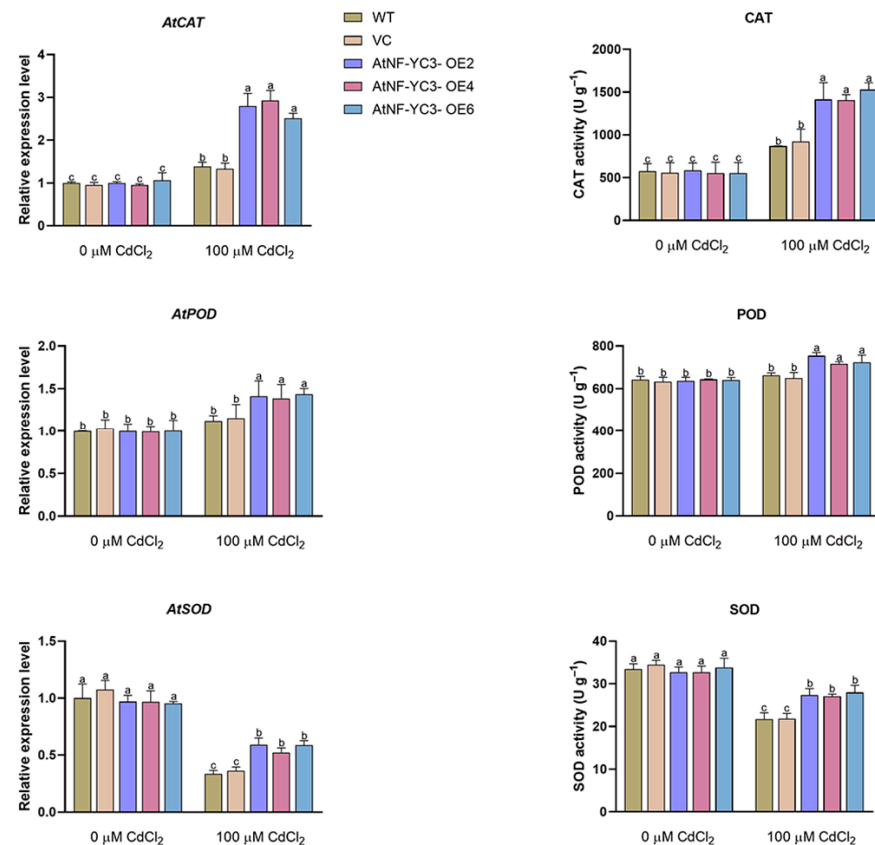 AtCAT
Relative expression level
4
3
2
1
0
c c c c c b b a a a
0 μM CdCl₂ 100 μM CdCl₂
WT
VC
AtNF-YC3- OE2
AtNF-YC3- OE4
AtNF-YC3- OE6
CAT
CAT activity (U g⁻¹)
2000
1500
1000
500
0
c c c c c b b a a a
0 μM CdCl₂ 100 μM CdCl₂
AtPOD
Relative expression level
2.0
1.5
1.0
0.5
0.0
b b b b b b b a a a
0 μM CdCl₂ 100 μM CdCl₂
POD
POD activity (U g⁻¹)
800
600
400
200
0
b b b b b b b a a a
0 μM CdCl₂ 100 μM CdCl₂
AtSOD
Relative expression level
1.5
1.0
0.5
0.0
a a a a a c c b b b
0 μM CdCl₂ 100 μM CdCl₂
SOD
SOD activity (U g⁻¹)
40
30
20
10
0
a a a a a c c b b b
0 μM CdCl₂ 100 μM CdCl₂